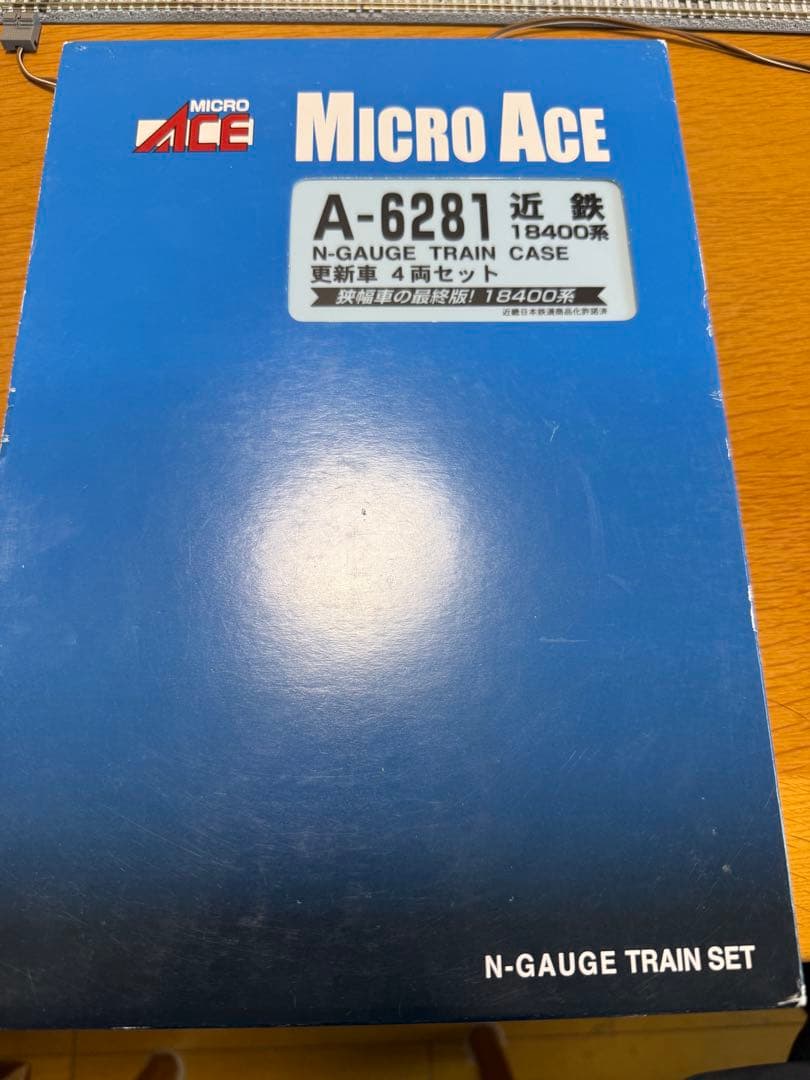 MICRO
ACE
MICRO ACE
A-6281 近鉄
18400系
N-GAUGE TRAIN CASE
更新車 4両セット
狭幅車の最終版! 18400系
近畿日本鉄道商品化許諾済
N-GAUGE TRAIN SET